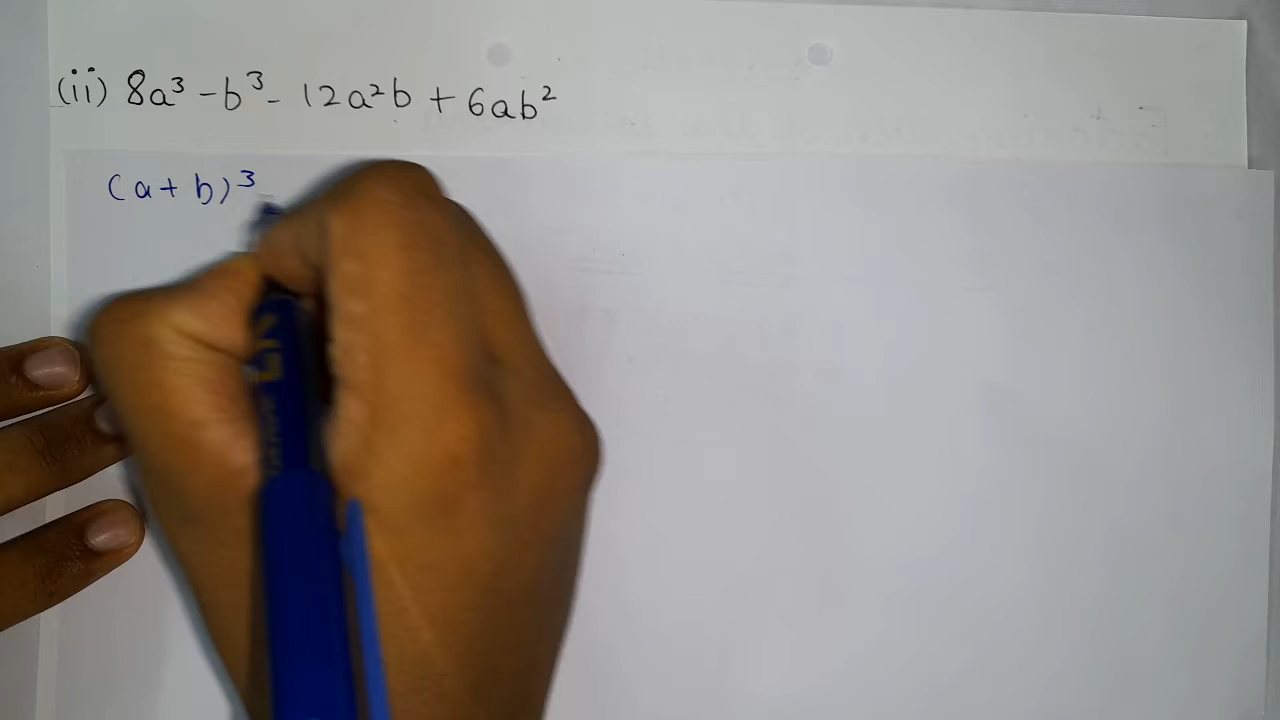 (ii) 8a³ - b³ - 12a²b + 6ab²
(a + b)³